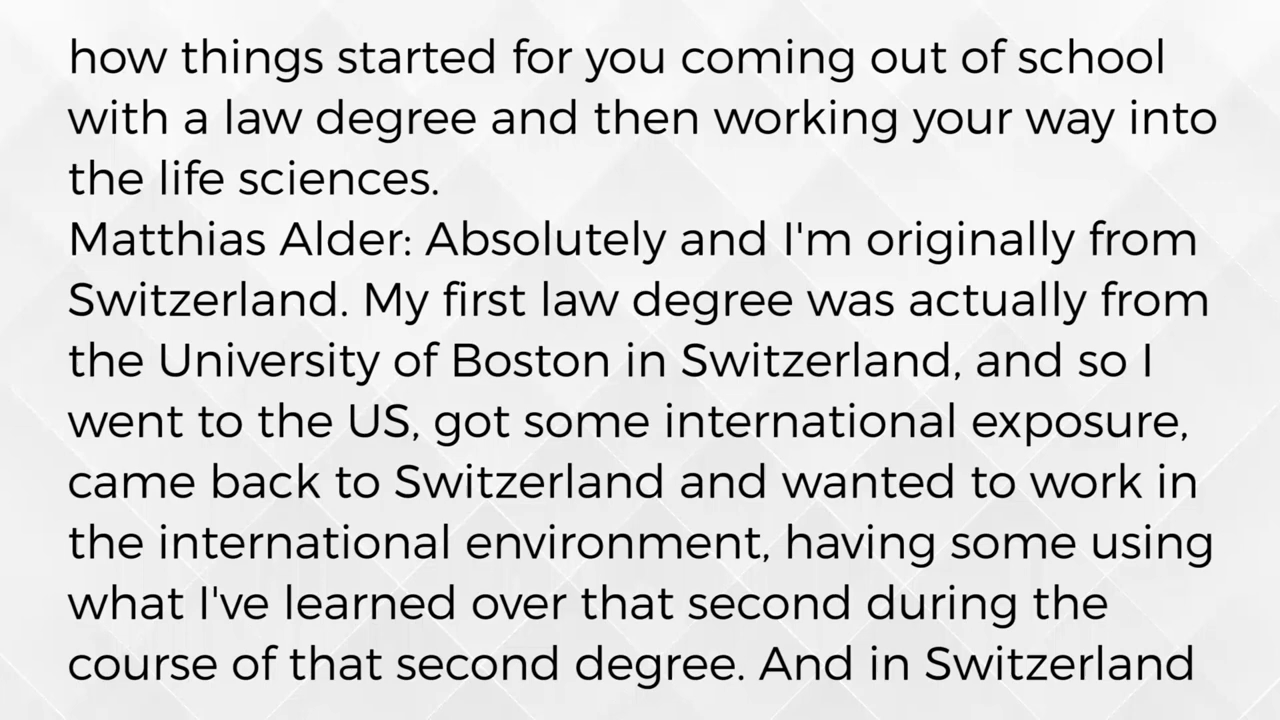 how things started for you coming out of school
with a law degree and then working your way into
the life sciences.
Matthias Alder: Absolutely and I'm originally from
Switzerland. My first law degree was actually from
the University of Boston in Switzerland, and so I
went to the US, got some international exposure,
came back to Switzerland and wanted to work in
the international environment, having some using
what I've learned over that second during the
course of that second degree. And in Switzerland